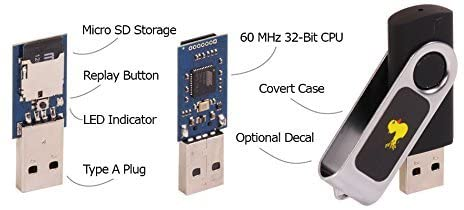 Micro SD Storage
Replay Button
LED Indicator
Type A Plug
60 MHz 32-Bit CPU
Covert Case
Optional Decal